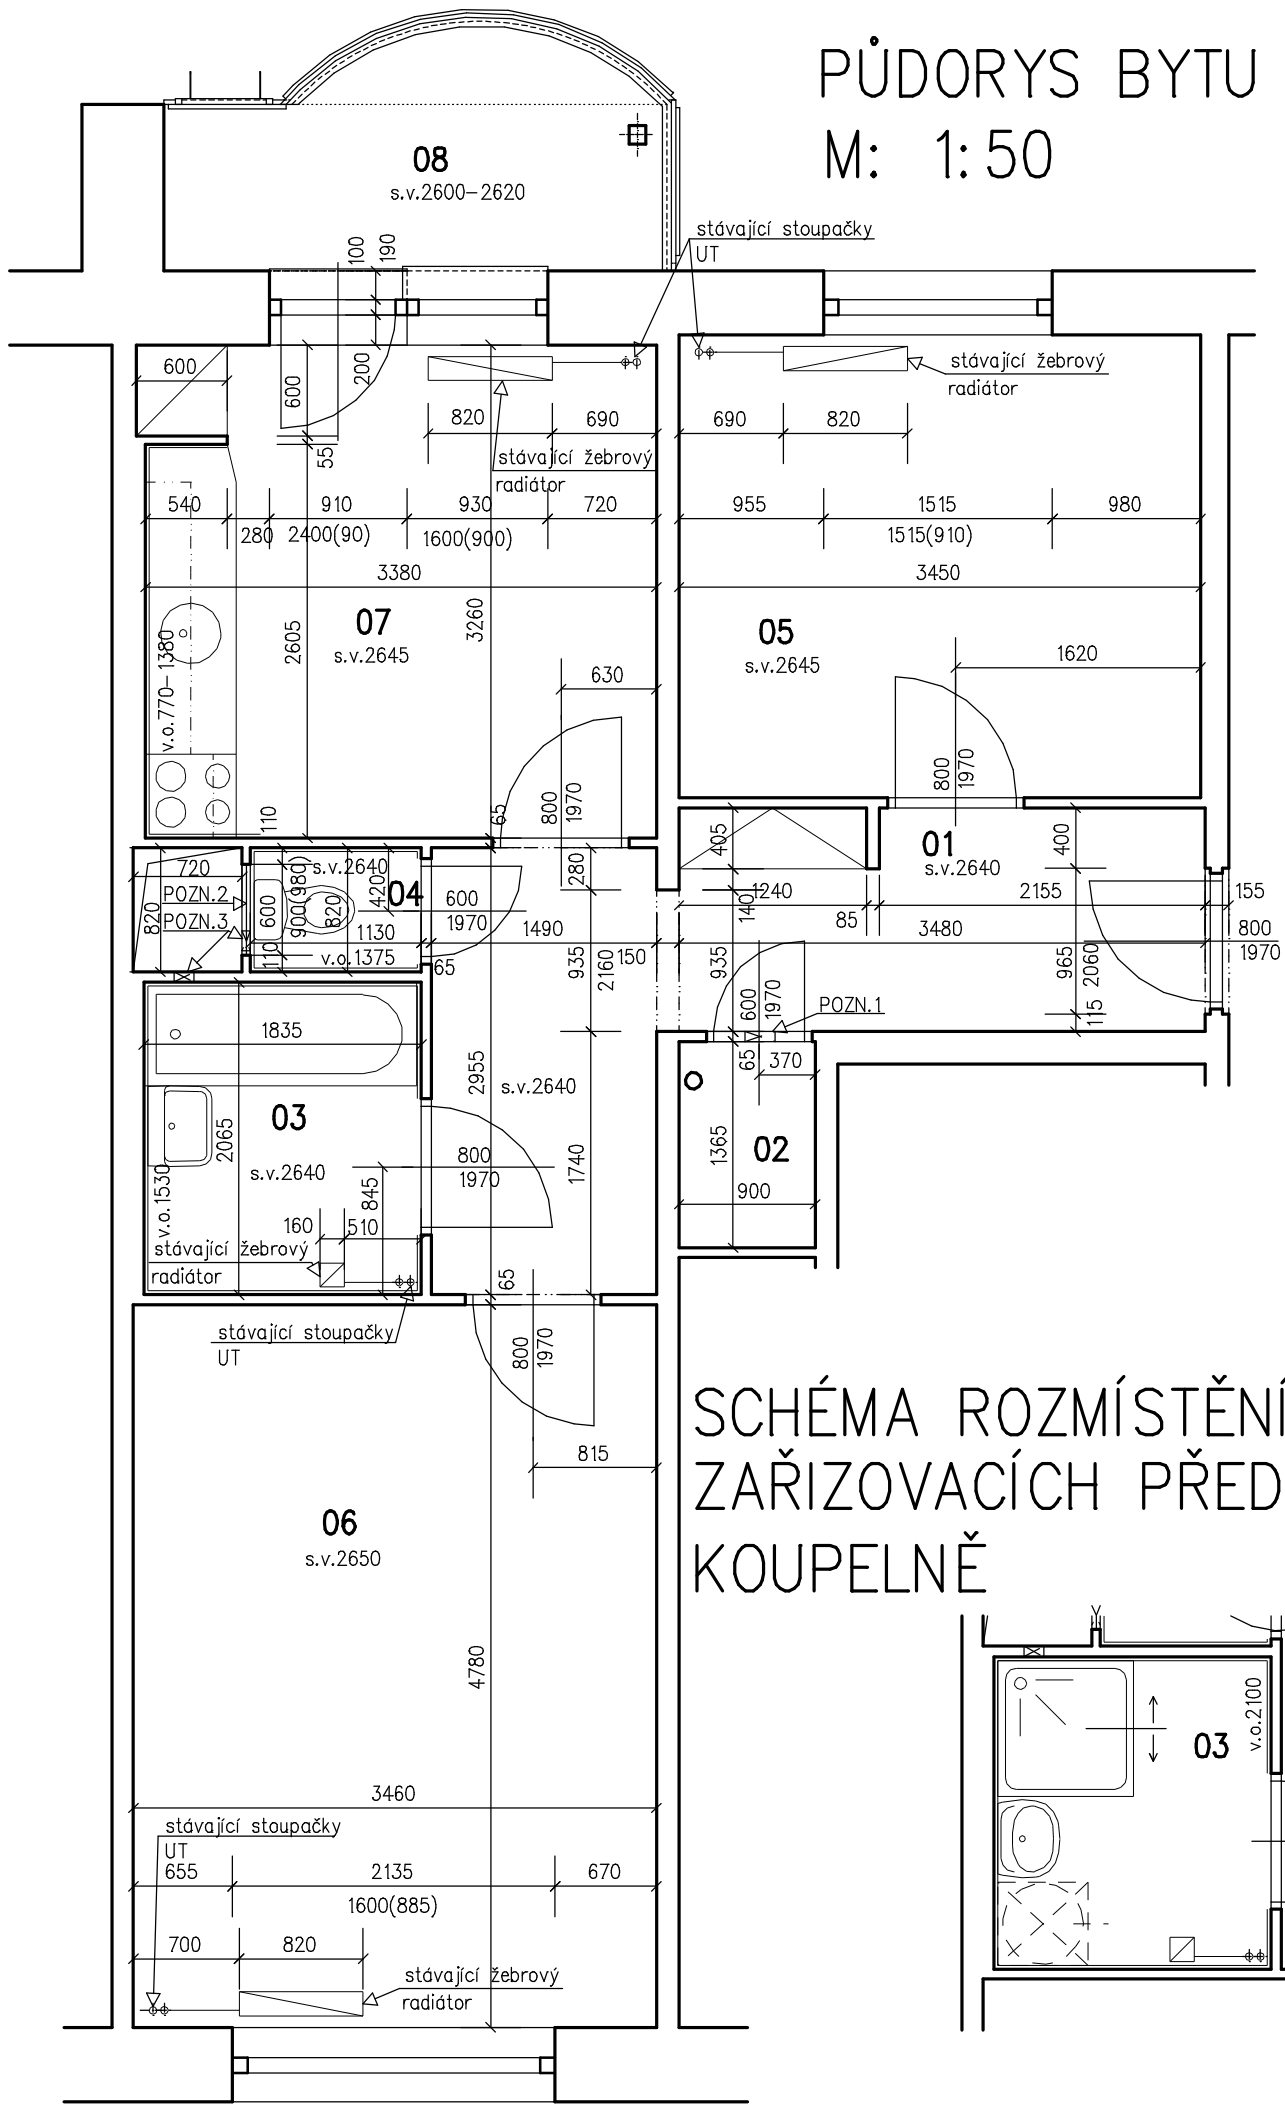 PŮDORYS BYTU
M: 1:50
08
s.v.2600-2620
stávající stoupačky
UT
100
190
200
600
600
55
820
690
stávající žebrový
radiátor
690
820
stávající žebrový
radiátor
540
280
910
2400(90)
930
1600(900)
720
955
1515
1515(910)
980
3380
3450
07
s.v.2645
2605
3260
v.o.770-1380
05
s.v.2645
1620
630
800
1970
65
110
800
1970
405
01
s.v.2640
400
720
POZN.2
POZN.3
820
s.v.2640
04
600
900(980)
820
420
110
1130
v.o.1375
600
1970
65
1490
280
935
2160
150
1240
140
85
2155
3480
935
600
1970
965
2060
115
155
800
1970
POZN.1
65
370
1835
2955
s.v.2640
03
s.v.2640
2065
v.o.1530
800
1970
845
1740
1365
02
900
160
510
stávající žebrový
radiátor
65
stávající stoupačky
UT
800
1970
815
SCHÉMA ROZMÍSTĚNÍ
ZAŘIZOVACÍCH PŘED
KOUPELNĚ
06
s.v.2650
4780
3460
stávající stoupačky
UT
655
2135
1600(885)
670
700
820
stávající žebrový
radiátor
03
v.o.2100